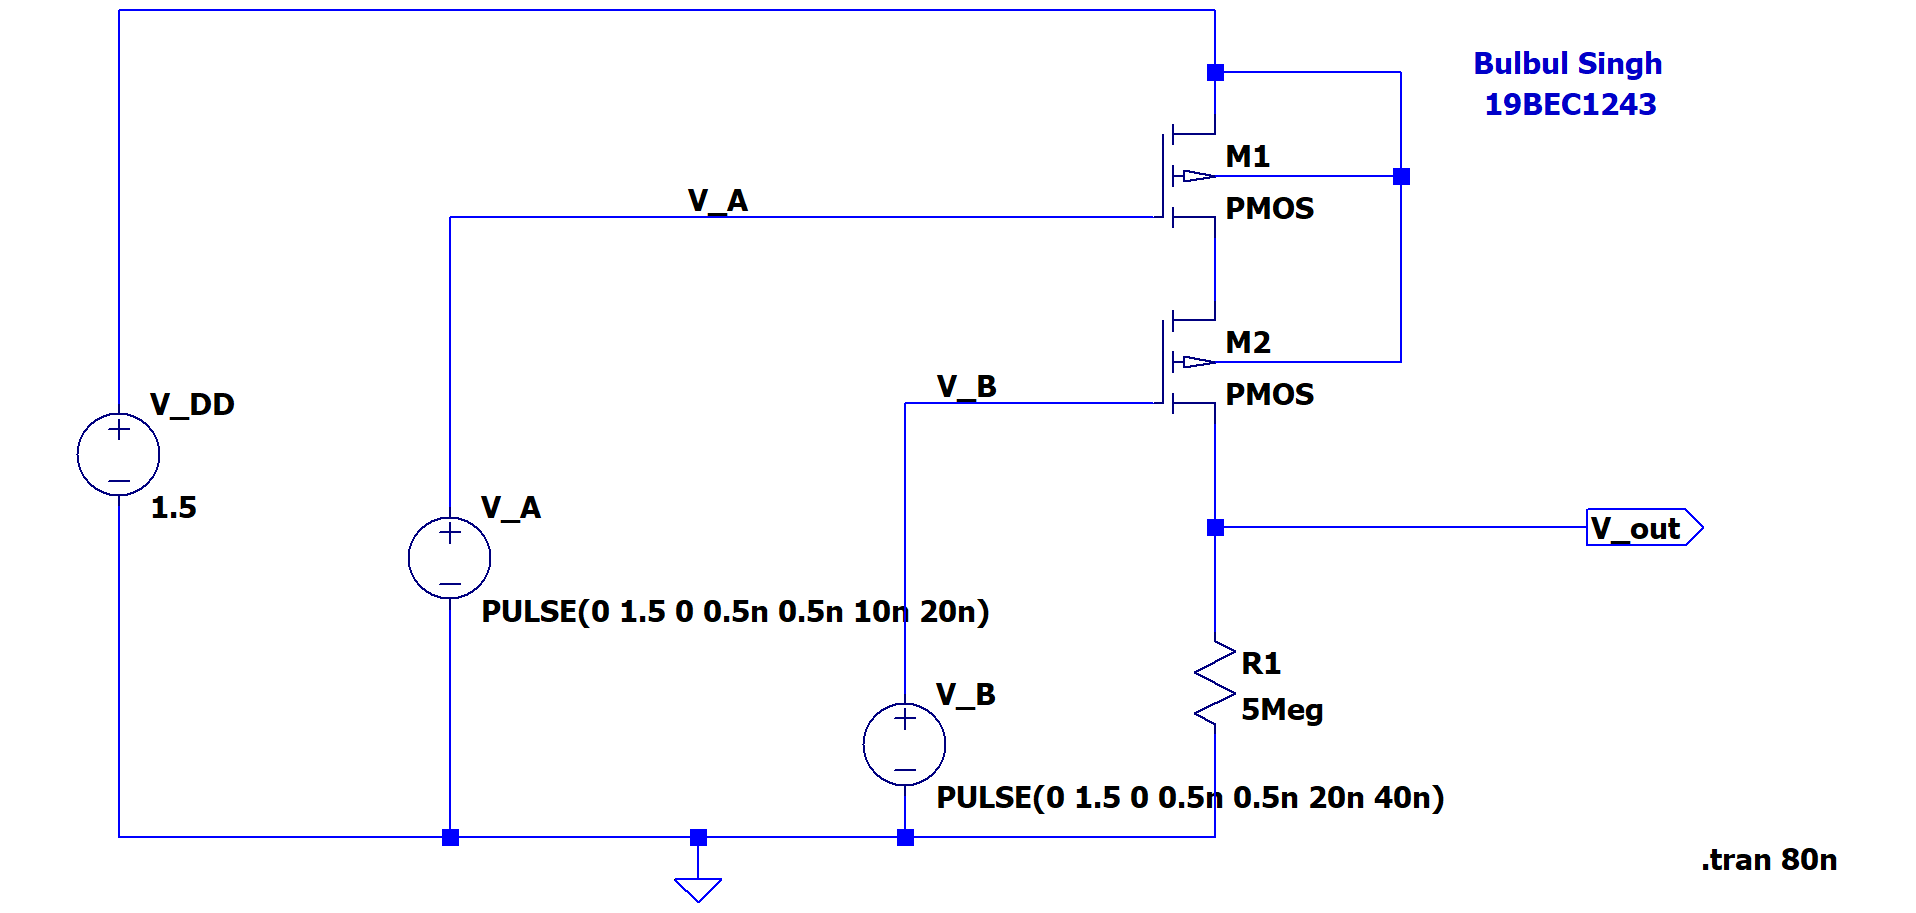 Bulbul Singh
19BEC1243
M1
PMOS
V_A
M2
PMOS
V_B
V_DD
1.5
V_A
PULSE(0 1.5 0 0.5n 0.5n 10n 20n)
V_out
R1
5Meg
V_B
PULSE(0 1.5 0 0.5n 0.5n 20n 40n)
.tran 80n